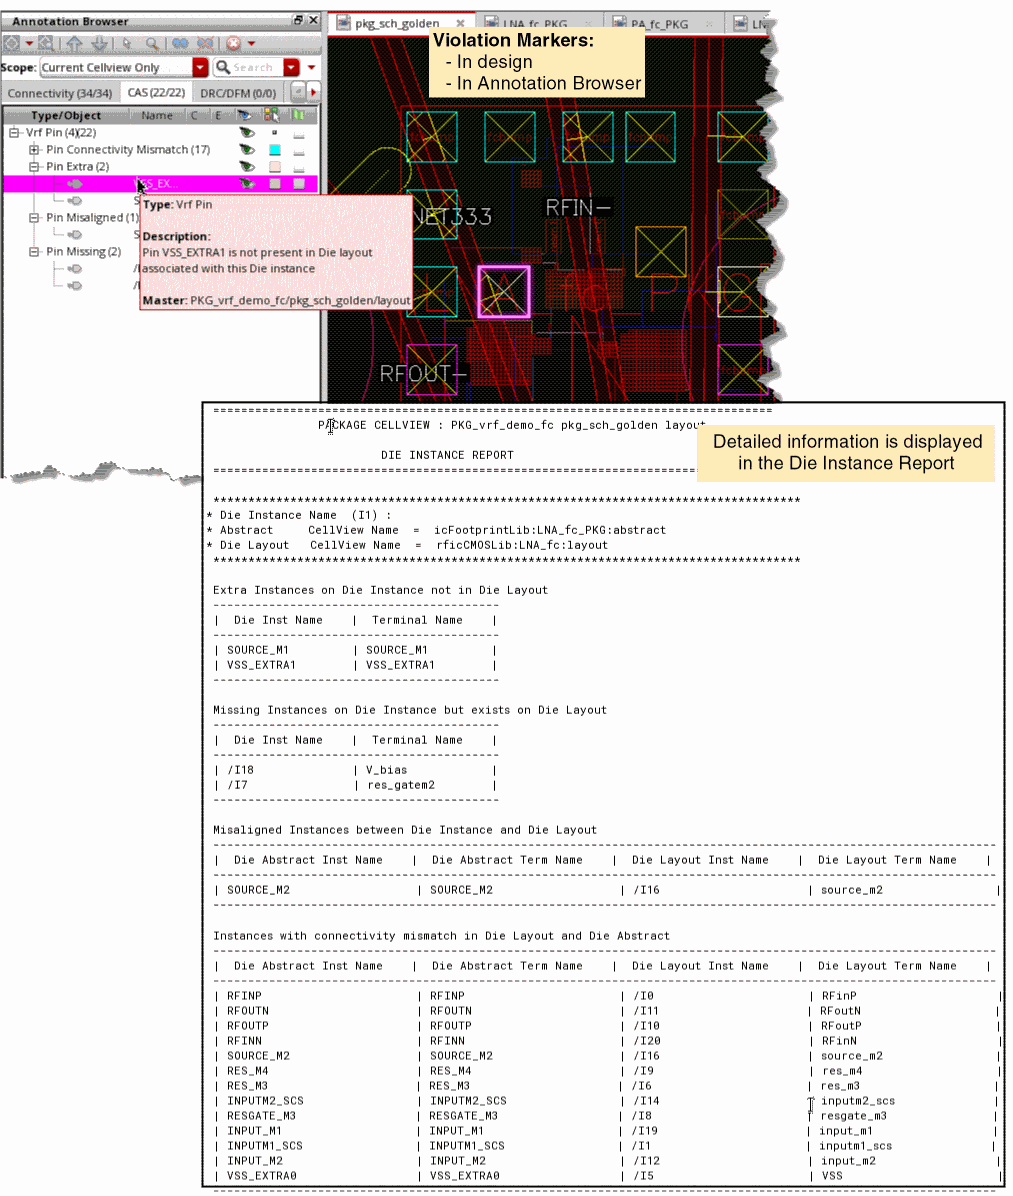 Annotation Browser
Scope: Current Cellview Only
Search
Connectivity (34/34) CAS (22/22) DRC/DFM (0/0)
Type/Object Name C E
Vrf Pin (4)(22)
Pin Connectivity Mismatch (17)
Pin Extra (2)
VSS_EX...
S
Pin Misaligned (1)
S
Pin Missing (2)
/
/
Type: Vrf Pin
Description:
Pin VSS_EXTRA1 is not present in Die layout
associated with this Die instance
Master: PKG_vrf_demo_fc/pkg_sch_golden/layout
pkg_sch_golden LNA_fc_PKG PA_fc_PKG LN
Violation Markers:
- In design
- In Annotation Browser
NET333
RFIN-
RFOUT-
PACKAGE CELLVIEW : PKG_vrf_demo_fc pkg_sch_golden layout
DIE INSTANCE REPORT
Detailed information is displayed
in the Die Instance Report
* Die Instance Name (I1) :
* Abstract CellView Name = icFootprintLib:LNA_fc_PKG:abstract
* Die Layout CellView Name = rficCMOSLib:LNA_fc:layout
Extra Instances on Die Instance not in Die Layout
| Die Inst Name | Terminal Name |
| SOURCE_M1 | SOURCE_M1 |
| VSS_EXTRA1 | VSS_EXTRA1 |
Missing Instances on Die Instance but exists on Die Layout
| Die Inst Name | Terminal Name |
| /I18 | V_bias |
| /I7 | res_gatem2 |
Misaligned Instances between Die Instance and Die Layout
| Die Abstract Inst Name | Die Abstract Term Name | Die Layout Inst Name | Die Layout Term Name |
| SOURCE_M2 | SOURCE_M2 | /I16 | source_m2 |
Instances with connectivity mismatch in Die Layout and Die Abstract
| Die Abstract Inst Name | Die Abstract Term Name | Die Layout Inst Name | Die Layout Term Name |
| RFINP | RFINP | /I0 | RFinP |
| RFOUTN | RFOUTN | /I11 | RFoutN |
| RFOUTP | RFOUTP | /I10 | RFoutP |
| RFINN | RFINN | /I20 | RFinN |
| SOURCE_M2 | SOURCE_M2 | /I16 | source_m2 |
| RES_M4 | RES_M4 | /I9 | res_m4 |
| RES_M3 | RES_M3 | /I6 | res_m3 |
| INPUTM2_SCS | INPUTM2_SCS | /I14 | inputm2_scs |
| RESGATE_M3 | RESGATE_M3 | /I8 | resgate_m3 |
| INPUT_M1 | INPUT_M1 | /I19 | input_m1 |
| INPUTM1_SCS | INPUTM1_SCS | /I1 | inputm1_scs |
| INPUT_M2 | INPUT_M2 | /I12 | input_m2 |
| VSS_EXTRA0 | VSS_EXTRA0 | /I5 | VSS |